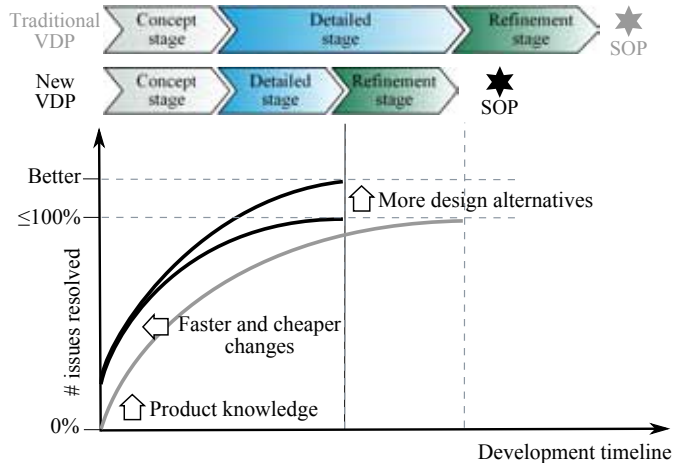 Traditional
VDP
Concept
stage
Detailed
stage
Refinement
stage
SOP
New
VDP
Concept
stage
Detailed
stage
Refinement
stage
SOP
Better
≤100%
More design alternatives
# issues resolved
Faster and cheaper
changes
Product knowledge
0%
Development timeline